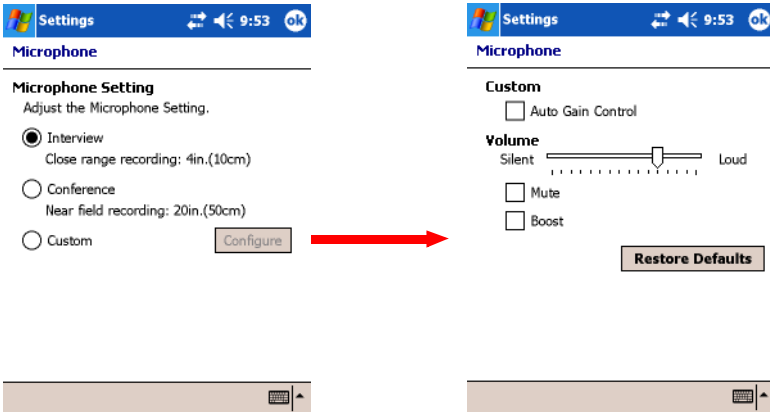 Settings 9:53 ok
Microphone
Microphone Setting
Adjust the Microphone Setting.
Interview
Close range recording: 4in.(10cm)
Conference
Near field recording: 20in.(50cm)
Custom Configure
Settings 9:53 ok
Microphone
Custom
Auto Gain Control
Volume
Silent Loud
Mute
Boost
Restore Defaults